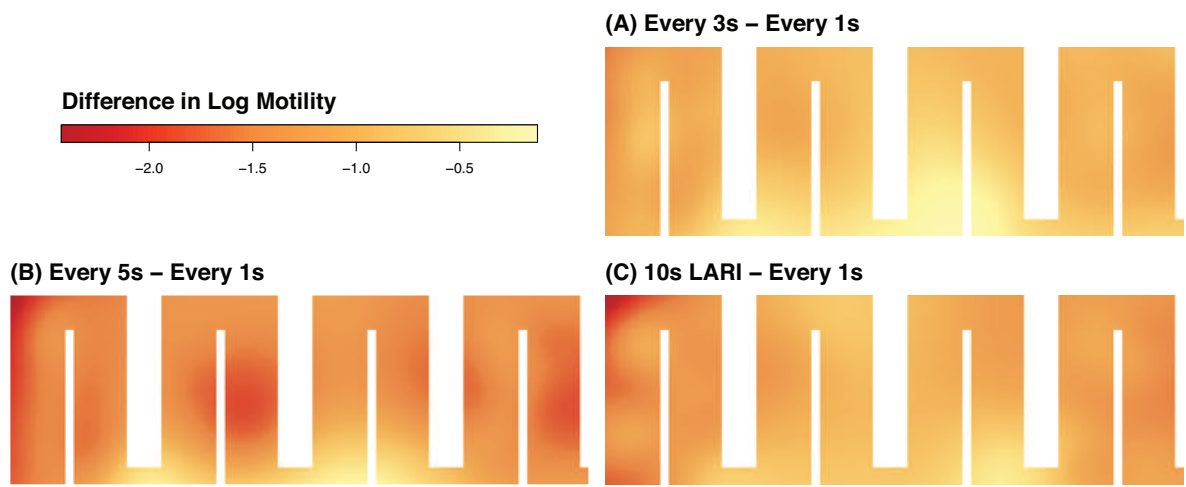 (A) Every 3s – Every 1s
Difference in Log Motility
−2.0 −1.5 −1.0 −0.5
(B) Every 5s – Every 1s
(C) 10s LARI – Every 1s